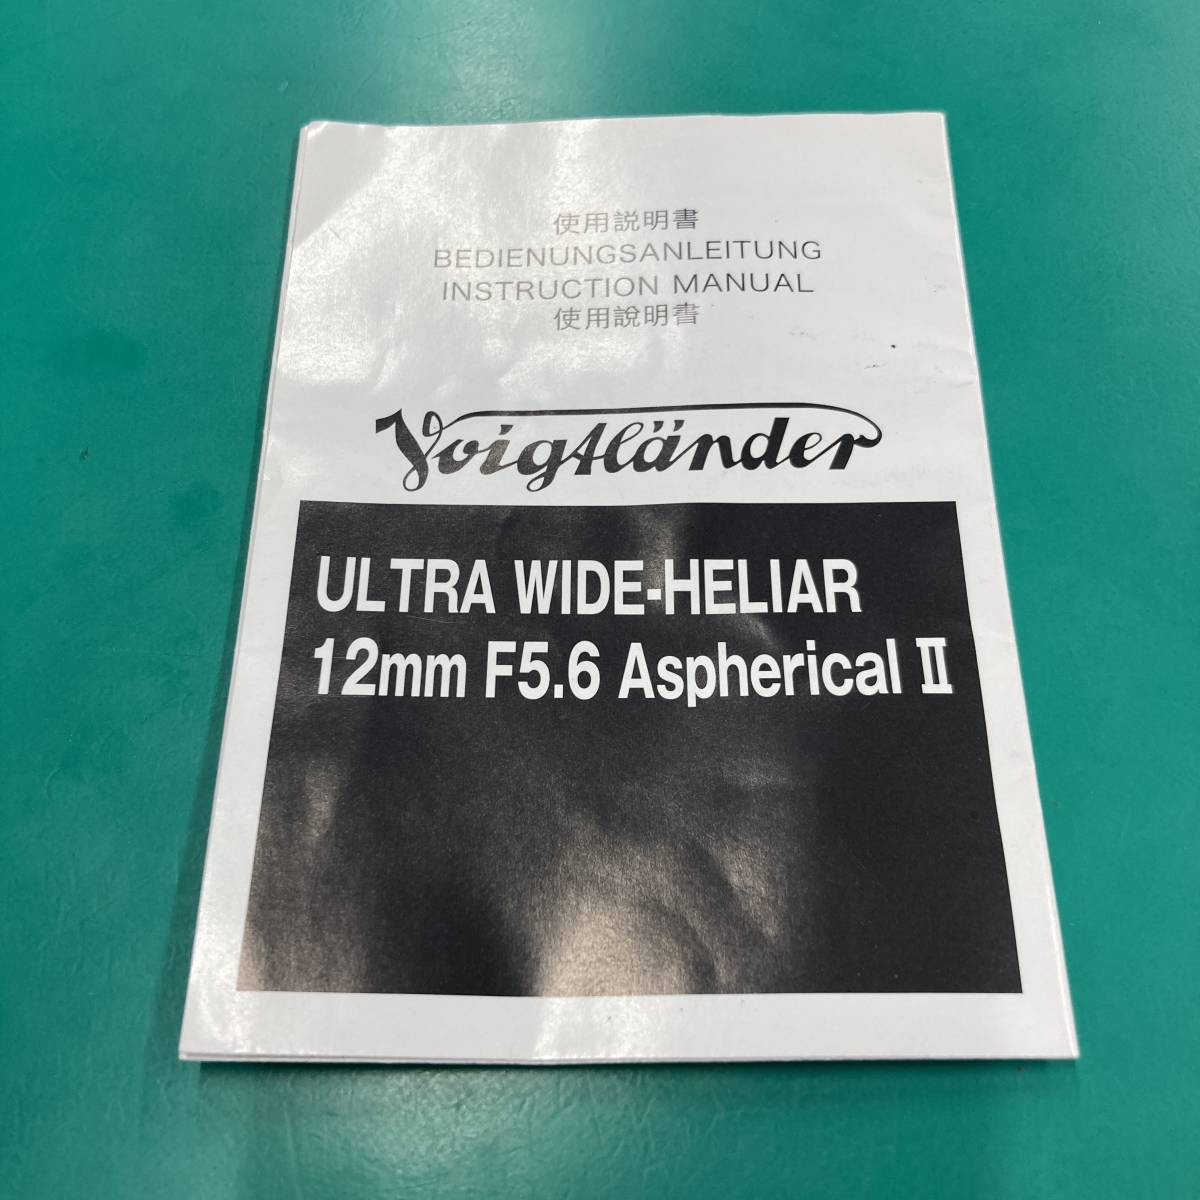 使用説明書
BEDIENUNGSANLEITUNG
INSTRUCTION MANUAL
使用說明書
Voigtländer
ULTRA WIDE-HELIAR
12mm F5.6 Aspherical Ⅱ